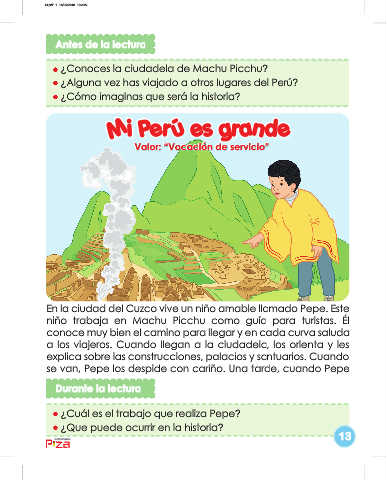 Antes de la lectura
¿Conoces la ciudadela de Machu Picchu?
¿Alguna vez has viajado a otros lugares del Perú?
¿Cómo imaginas que será la historia?
Mi Perú es grande
Valor: “Vocación de servicio”
En la ciudad del Cuzco vive un niño amable llamado Pepe. Este
niño trabaja en Machu Picchu como guía para turistas. Él
conoce muy bien el camino para llegar y en cada curva saluda
a los viajeros. Cuando llegan a la ciudadela, los orienta y les
explica sobre las construcciones, palacios y santuarios. Cuando
se van, Pepe los despide con cariño. Una tarde, cuando Pepe
Durante la lectura
¿Cuál es el trabajo que realiza Pepe?
¿Que puede ocurrir en la historia?
13